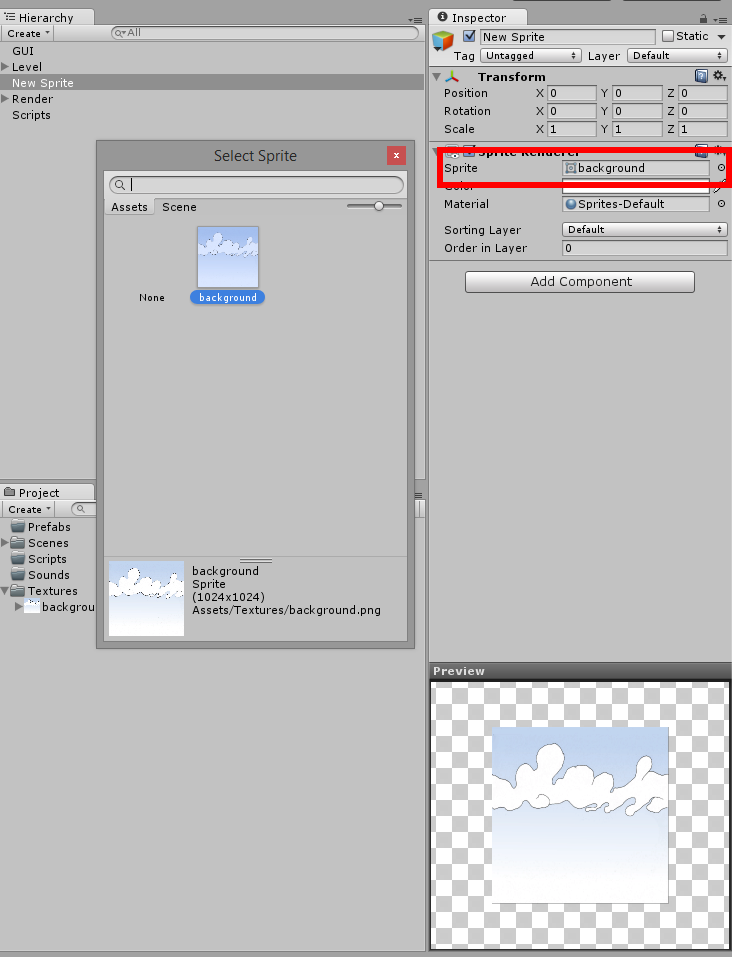 Hierarchy
Create
All
GUI
Level
New Sprite
Render
Scripts
Select Sprite
x
Assets
Scene
None
background
background
Sprite
(1024x1024)
Assets/Textures/background.png
Project
Create
Prefabs
Scenes
Scripts
Sounds
Textures
backgrou
Inspector
New Sprite
Static
Tag Untagged Layer Default
Transform
Position X 0 Y 0 Z 0
Rotation X 0 Y 0 Z 0
Scale X 1 Y 1 Z 1
Sprite Renderer
Sprite background
Color
Material Sprites-Default
Sorting Layer Default
Order in Layer 0
Add Component
Preview